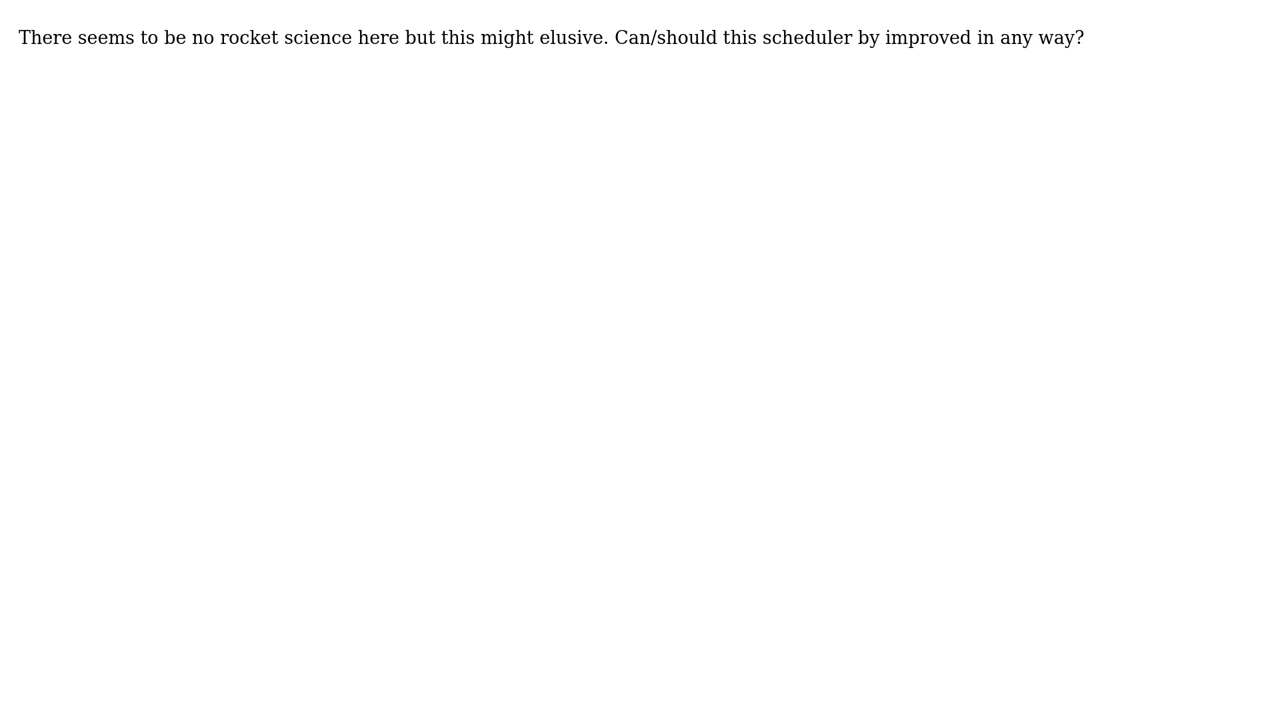 There seems to be no rocket science here but this might elusive. Can/should this scheduler by improved in any way?